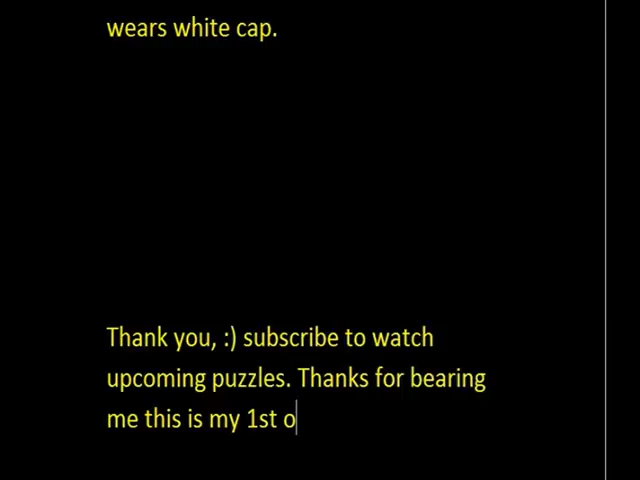 wears white cap.
Thank you, :) subscribe to watch
upcoming puzzles. Thanks for bearing
me this is my 1st o